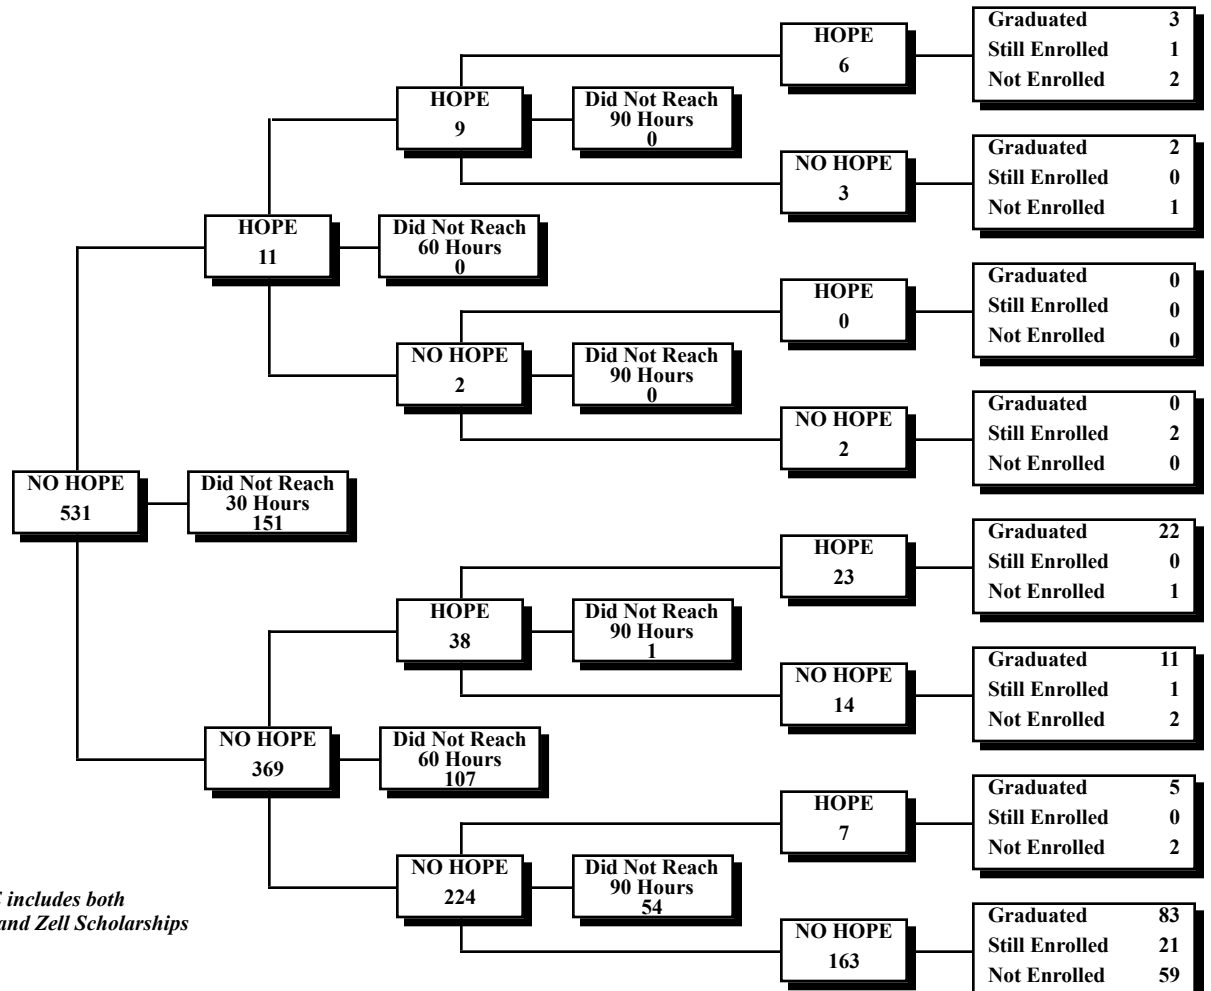 HOPE
6
Graduated 3
Still Enrolled 1
Not Enrolled 2
HOPE
9
Did Not Reach
90 Hours
0
NO HOPE
3
Graduated 2
Still Enrolled 0
Not Enrolled 1
HOPE
11
Did Not Reach
60 Hours
0
HOPE
0
Graduated 0
Still Enrolled 0
Not Enrolled 0
NO HOPE
2
Did Not Reach
90 Hours
0
NO HOPE
2
Graduated 0
Still Enrolled 2
Not Enrolled 0
NO HOPE
531
Did Not Reach
30 Hours
151
HOPE
23
Graduated 22
Still Enrolled 0
Not Enrolled 1
HOPE
38
Did Not Reach
90 Hours
1
NO HOPE
14
Graduated 11
Still Enrolled 1
Not Enrolled 2
NO HOPE
369
Did Not Reach
60 Hours
107
HOPE
7
Graduated 5
Still Enrolled 0
Not Enrolled 2
NO HOPE
224
Did Not Reach
90 Hours
54
includes both
and Zell Scholarships
NO HOPE
163
Graduated 83
Still Enrolled 21
Not Enrolled 59